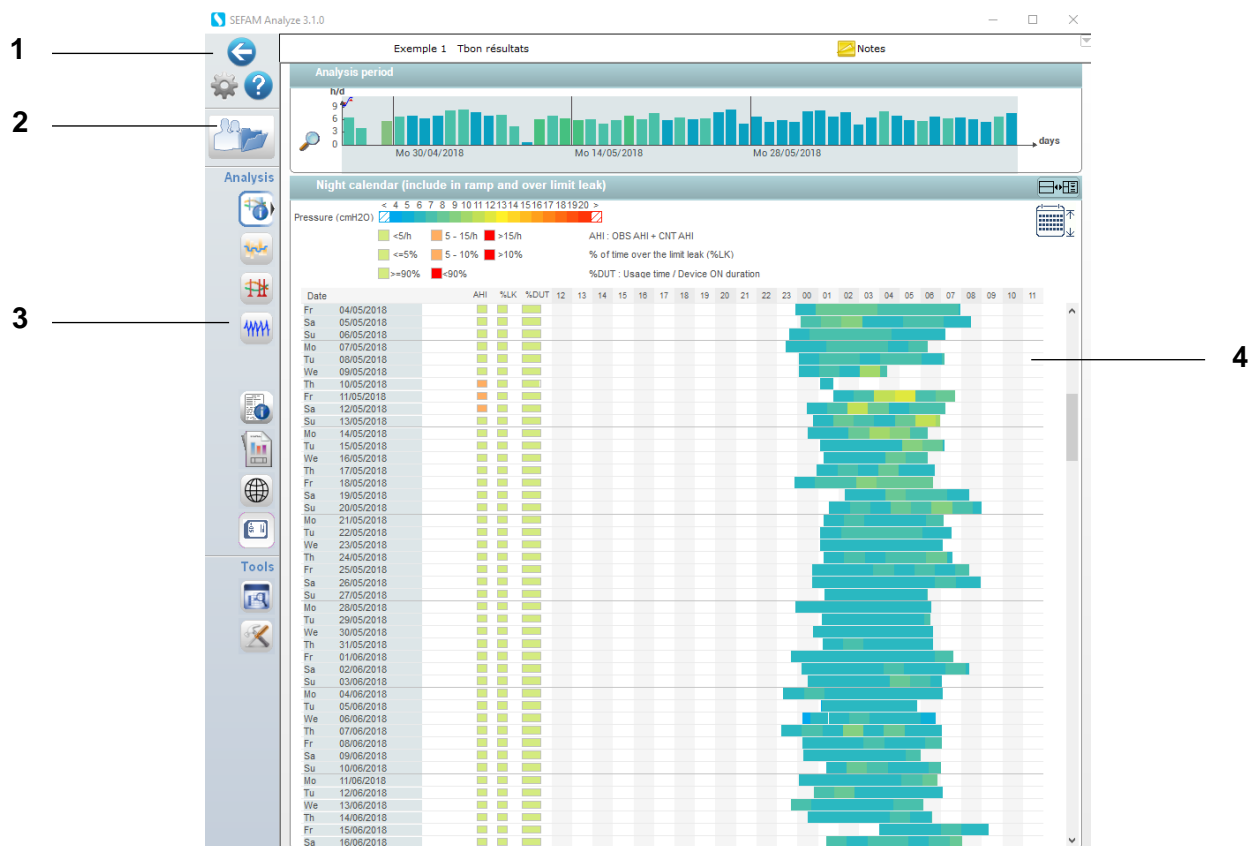 SEFAM Analyze 3.1.0
1
Exemple 1 Tbon résultats
Notes
Analysis period
2
h/d
9
6
3
0
Mo 30/04/2018
Mo 14/05/2018
Mo 28/05/2018
days
Analysis
Night calendar (include in ramp and over limit leak)
< 4 5 6 7 8 9 10 11 12 13 14 15 16 17 18 19 20 >
Pressure (cmH2O)
<5/h 5 - 15/h >15/h AHI : OBS AHI + CNT AHI
<=5% 5 - 10% >10% % of time over the limit leak (%LK)
>=90% <90% %DUT : Usage time / Device ON duration
Date AHI %LK %DUT 12 13 14 15 16 17 18 19 20 21 22 23 00 01 02 03 04 05 06 07 08 09 10 11
3
4
Fr 04/05/2018
Sa 05/05/2018
Su 06/05/2018
Mo 07/05/2018
Tu 08/05/2018
We 09/05/2018
Th 10/05/2018
Fr 11/05/2018
Sa 12/05/2018
Su 13/05/2018
Mo 14/05/2018
Tu 15/05/2018
We 16/05/2018
Th 17/05/2018
Fr 18/05/2018
Sa 19/05/2018
Su 20/05/2018
Mo 21/05/2018
Tu 22/05/2018
We 23/05/2018
Th 24/05/2018
Fr 25/05/2018
Sa 26/05/2018
Su 27/05/2018
Mo 28/05/2018
Tu 29/05/2018
We 30/05/2018
Th 31/05/2018
Fr 01/06/2018
Sa 02/06/2018
Su 03/06/2018
Mo 04/06/2018
Tu 05/06/2018
We 06/06/2018
Th 07/06/2018
Fr 08/06/2018
Sa 09/06/2018
Su 10/06/2018
Mo 11/06/2018
Tu 12/06/2018
We 13/06/2018
Th 14/06/2018
Fr 15/06/2018
Sa 16/06/2018
Tools